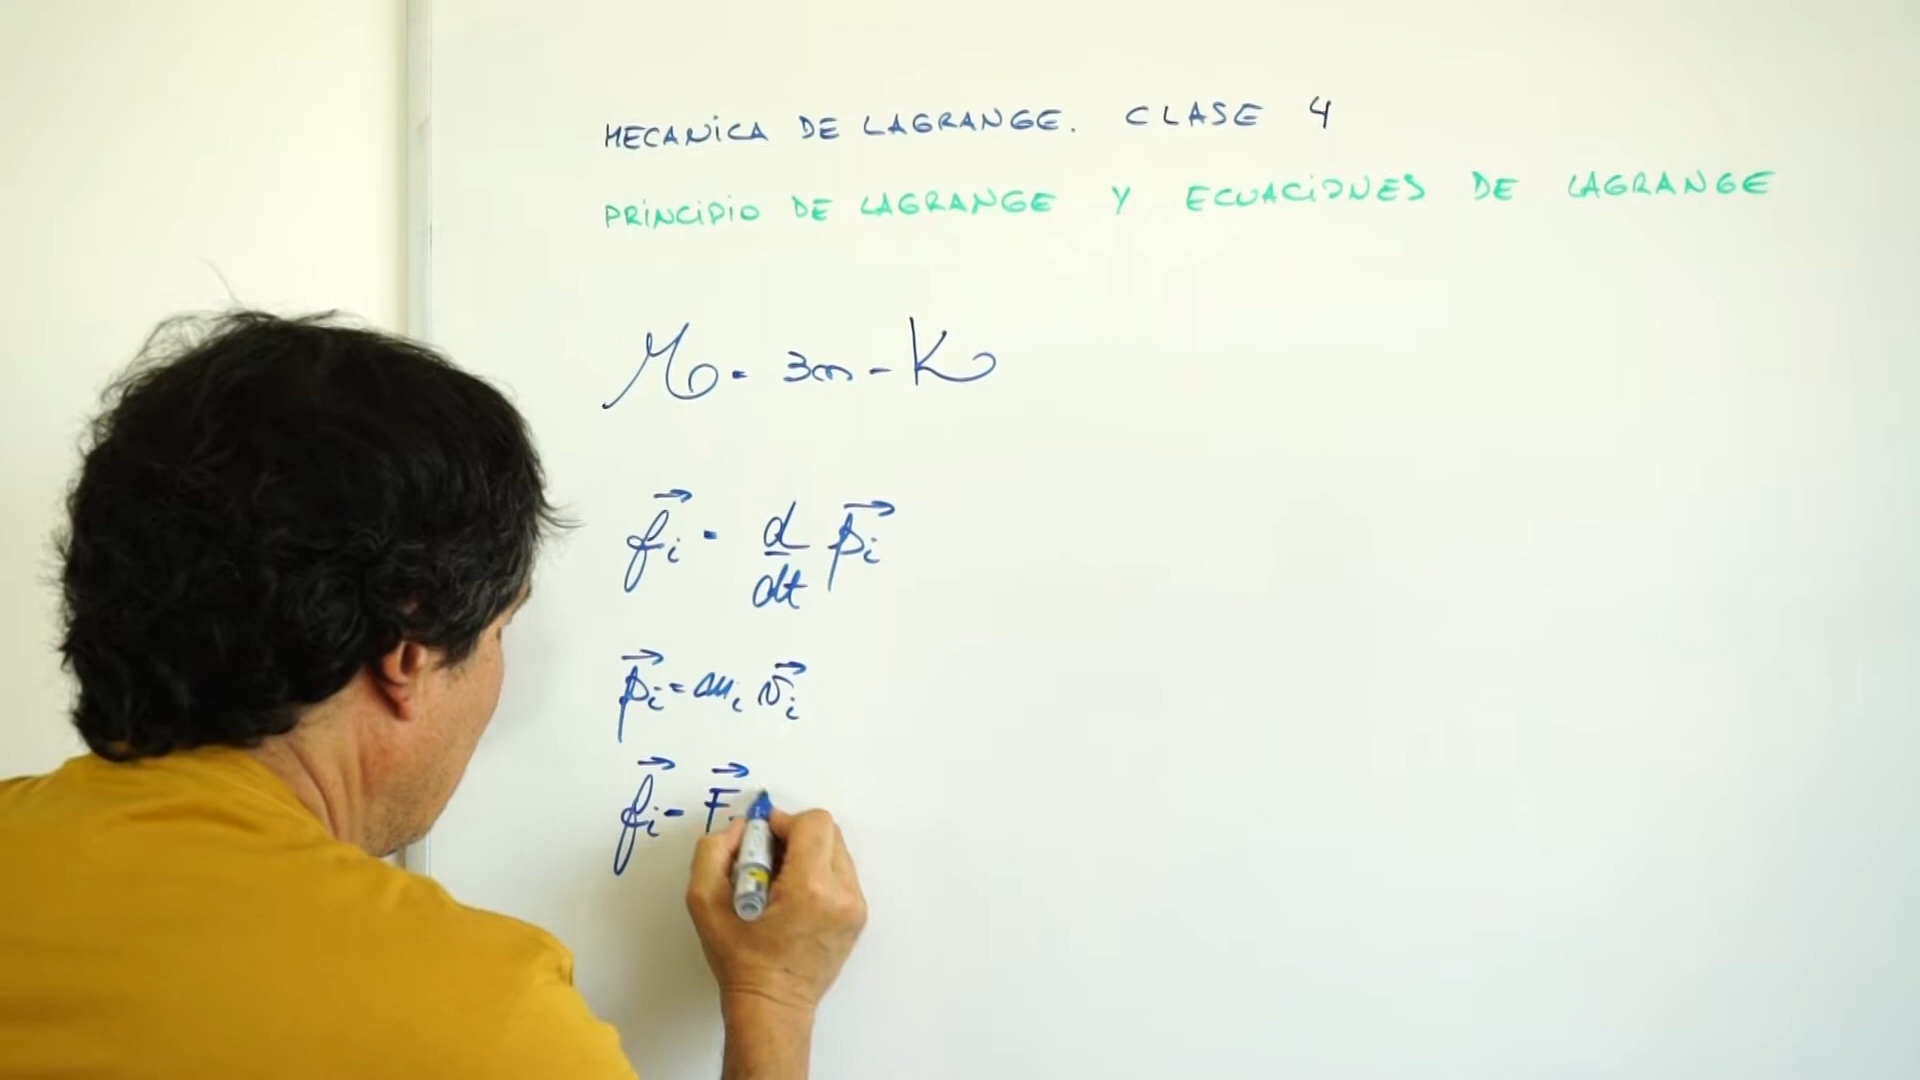 MECANiCA DE LAGRANGE. CLASE 4
PRiNCiPiO DE LAGRANGE Y ECUACiONES DE LAGRANGE
M = 3m - K
f⃗i = d/dt p⃗i
p⃗i = mi v⃗i
f⃗i = F⃗i